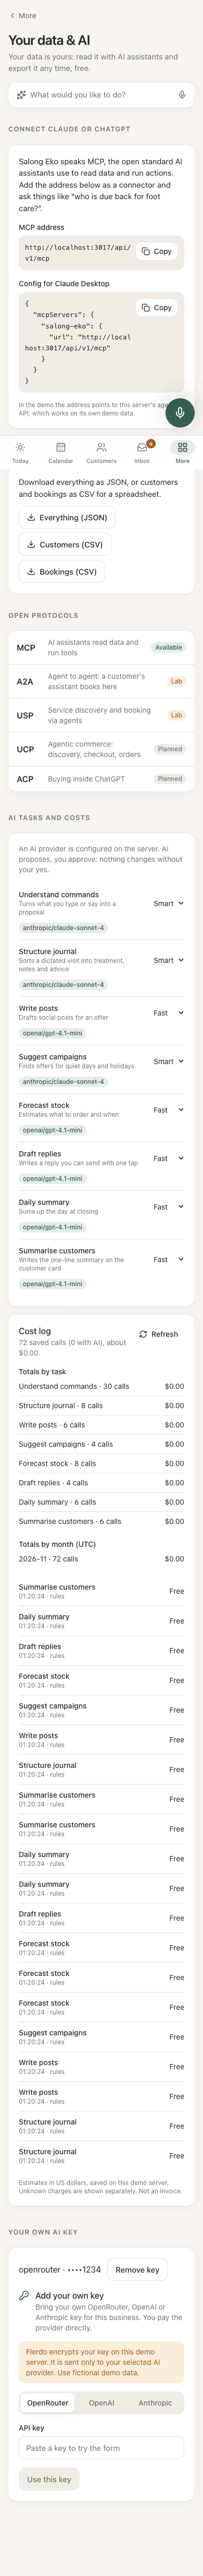 More
Your data & AI
Your data is yours: read it with AI assistants and
export it any time, free.
What would you like to do?
CONNECT CLAUDE OR CHATGPT
Salong Eko speaks MCP, the open standard AI
assistants use to read data and run actions.
Add the address below as a connector and
ask things like “who is due back for foot
care?”.
MCP address
http://localhost:3017/api/
v1/mcp
Copy
Config for Claude Desktop
{
"mcpServers": {
"salong-eko": {
"url": "http://local
host:3017/api/v1/mcp"
}
}
}
Copy
In the demo the address points to this server's age
API, which works on its own demo data.
Today
Calendar
Customers
Inbox
More
Download everything as JSON, or customers
and bookings as CSV for a spreadsheet.
Everything (JSON)
Customers (CSV)
Bookings (CSV)
OPEN PROTOCOLS
MCP
AI assistants read data and
run tools
Available
A2A
Agent to agent: a customer's
assistant books here
Lab
USP
Service discovery and booking
via agents
Lab
UCP
Agentic commerce:
discovery, checkout, orders
Planned
ACP
Buying inside ChatGPT
Planned
AI TASKS AND COSTS
An AI provider is configured on the server. AI
proposes, you approve: nothing changes without
your yes.
Understand commands
Turns what you type or say into a
proposal
Smart
anthropic/claude-sonnet-4
Structure journal
Sorts a dictated visit into treatment,
notes and advice
Smart
anthropic/claude-sonnet-4
Write posts
Drafts social posts for an offer
Fast
openai/gpt-4.1-mini
Suggest campaigns
Finds offers for quiet days and holidays
Smart
anthropic/claude-sonnet-4
Forecast stock
Estimates what to order and when
Fast
openai/gpt-4.1-mini
Draft replies
Writes a reply you can send with one tap
Fast
openai/gpt-4.1-mini
Daily summary
Sums up the day at closing
Fast
openai/gpt-4.1-mini
Summarise customers
Writes the one-line summary on the
customer card
Fast
openai/gpt-4.1-mini
Cost log
72 saved calls (0 with AI), about
$0.00.
Refresh
Totals by task
Understand commands · 30 calls $0.00
Structure journal · 8 calls $0.00
Write posts · 6 calls $0.00
Suggest campaigns · 4 calls $0.00
Forecast stock · 8 calls $0.00
Draft replies · 4 calls $0.00
Daily summary · 6 calls $0.00
Summarise customers · 6 calls $0.00
Totals by month (UTC)
2026-11 · 72 calls $0.00
Summarise customers
01:20:24 · rules
Free
Daily summary
01:20:24 · rules
Free
Draft replies
01:20:24 · rules
Free
Forecast stock
01:20:24 · rules
Free
Suggest campaigns
01:20:24 · rules
Free
Write posts
01:20:24 · rules
Free
Structure journal
01:20:24 · rules
Free
Summarise customers
01:20:24 · rules
Free
Summarise customers
01:20:24 · rules
Free
Daily summary
01:20:24 · rules
Free
Daily summary
01:20:24 · rules
Free
Draft replies
01:20:24 · rules
Free
Forecast stock
01:20:24 · rules
Free
Forecast stock
01:20:24 · rules
Free
Forecast stock
01:20:24 · rules
Free
Suggest campaigns
01:20:24 · rules
Free
Write posts
01:20:24 · rules
Free
Write posts
01:20:24 · rules
Free
Structure journal
01:20:24 · rules
Free
Structure journal
01:20:24 · rules
Free
Estimates in US dollars, saved on this demo server.
Unknown charges are shown separately. Not an invoice.
YOUR OWN AI KEY
openrouter · ••••1234
Remove key
Add your own key
Bring your own OpenRouter, OpenAI or
Anthropic key for this business. You pay the
provider directly.
Flerdo encrypts your key on this demo
server. It is sent only to your selected AI
provider. Use fictional demo data.
OpenRouter
OpenAI
Anthropic
API key
Paste a key to try the form
Use this key